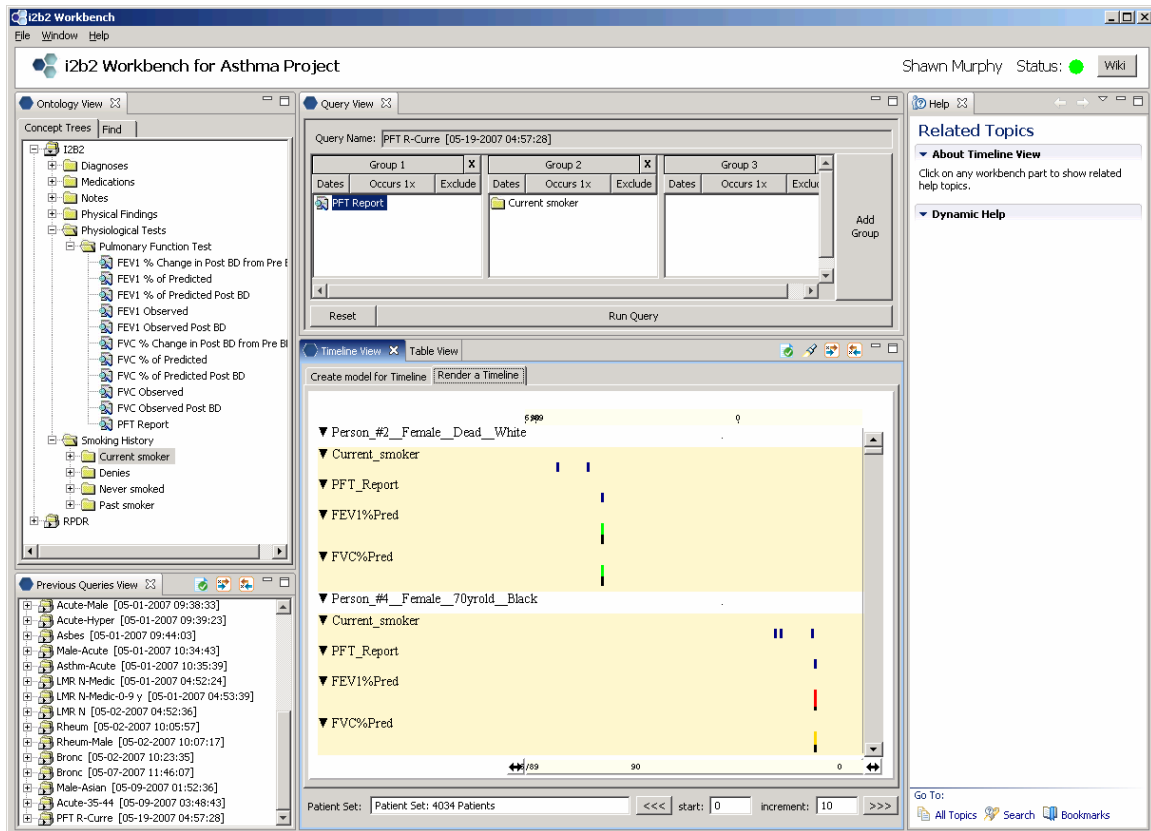 i2b2 Workbench
File Window Help
i2b2 Workbench for Asthma Project
Shawn Murphy Status: Wiki
Ontology View
Concept Trees Find
I2B2
Diagnoses
Medications
Notes
Physical Findings
Physiological Tests
Pulmonary Function Test
FEV1 % Change in Post BD from Pre B
FEV1 % of Predicted
FEV1 % of Predicted Post BD
FEV1 Observed
FEV1 Observed Post BD
FVC % Change in Post BD from Pre BI
FVC % of Predicted
FVC % of Predicted Post BD
FVC Observed
FVC Observed Post BD
PFT Report
Smoking History
Current smoker
Denies
Never smoked
Past smoker
RPDR
Previous Queries View
Acute-Male [05-01-2007 09:38:33]
Acute-Hyper [05-01-2007 09:39:23]
Asbes [05-01-2007 09:44:03]
Male-Acute [05-01-2007 10:34:43]
Asthm-Acute [05-01-2007 10:35:39]
LMR N-Medic [05-01-2007 04:52:24]
LMR N-Medic-0-9 y [05-01-2007 04:53:39]
LMR N [05-02-2007 04:52:36]
Rheum [05-02-2007 10:05:57]
Rheum-Male [05-02-2007 10:07:17]
Bronc [05-02-2007 10:23:35]
Bronc [05-07-2007 11:46:07]
Male-Asian [05-09-2007 01:52:36]
Acute-35-44 [05-09-2007 03:48:43]
PFT R-Curre [05-19-2007 04:57:28]
Query View
Query Name: PFT R-Curre [05-19-2007 04:57:28]
Group 1 X Group 2 X Group 3
Dates Occurs 1x Exclude Dates Occurs 1x Exclude Dates Occurs 1x Exclu
PFT Report
Current smoker
Add
Group
Reset Run Query
Timeline View Table View
Create model for Timeline Render a Timeline
0
Person_#2__Female__Dead__White
Current_smoker
PFT_Report
FEV1%Pred
FVC%Pred
Person_#4__Female__70yrold__Black
Current_smoker
PFT_Report
FEV1%Pred
FVC%Pred
/89 90 0
Patient Set: Patient Set: 4034 Patients <<< start: 0 increment: 10 >>>
Help
Related Topics
About Timeline View
Click on any workbench part to show related
help topics.
Dynamic Help
Go To:
All Topics Search Bookmarks